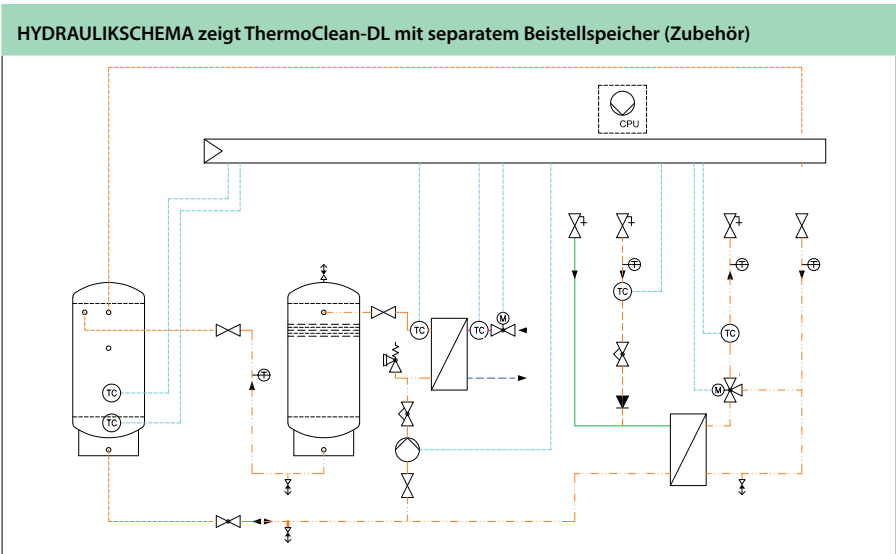 HYDRAULIKSCHEMA zeigt ThermoClean-DL mit separatem Beistellspeicher (Zubehör)
CPU
T
T
T
TC
M
TC
TC
TC
T
M
TC
TC